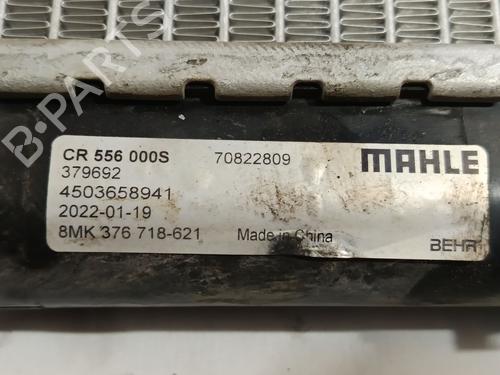 CR 556 000S 70822809 MAHLE
379692
4503658941
2022-01-19
8MK 376 718-621 Made in China BEHR
B-PARTS